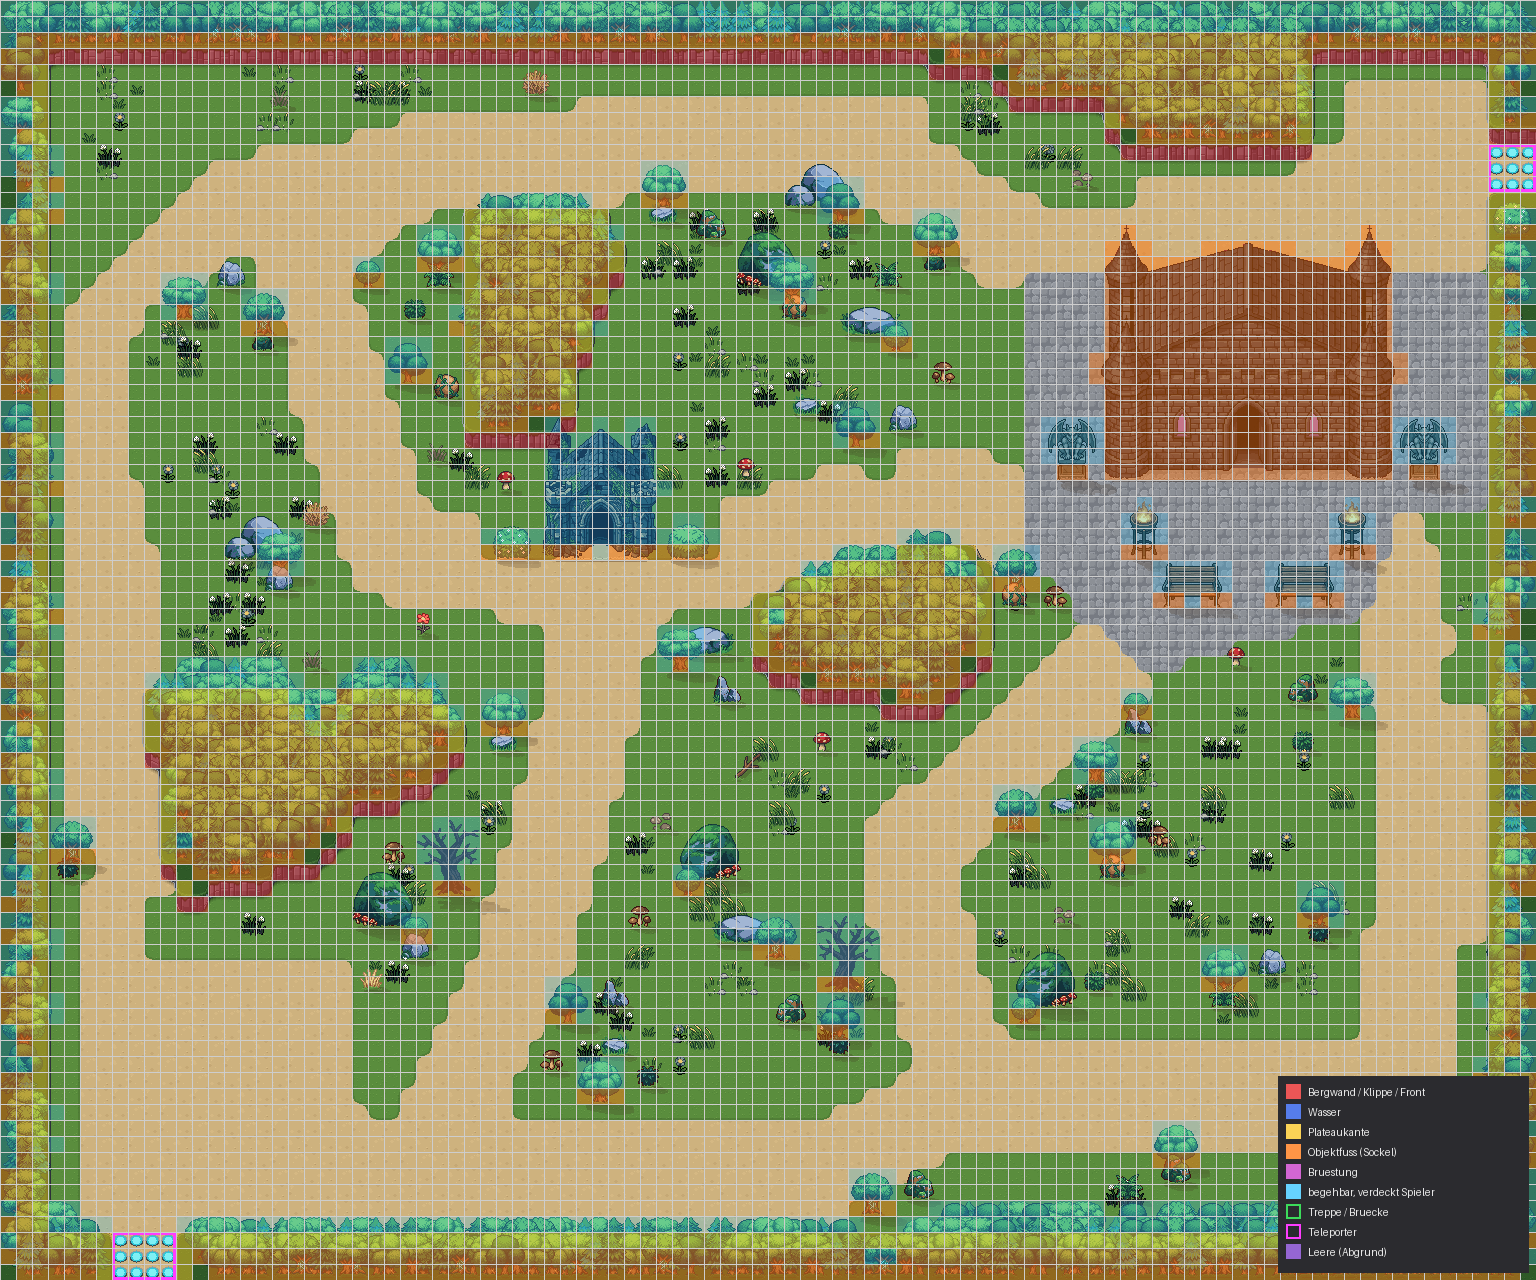 Bergwand / Klippe / Front
Wasser
Plateaukante
Objektfuss (Sockel)
Bruestung
begehbar, verdeckt Spieler
Treppe / Bruecke
Teleporter
Leere (Abgrund)